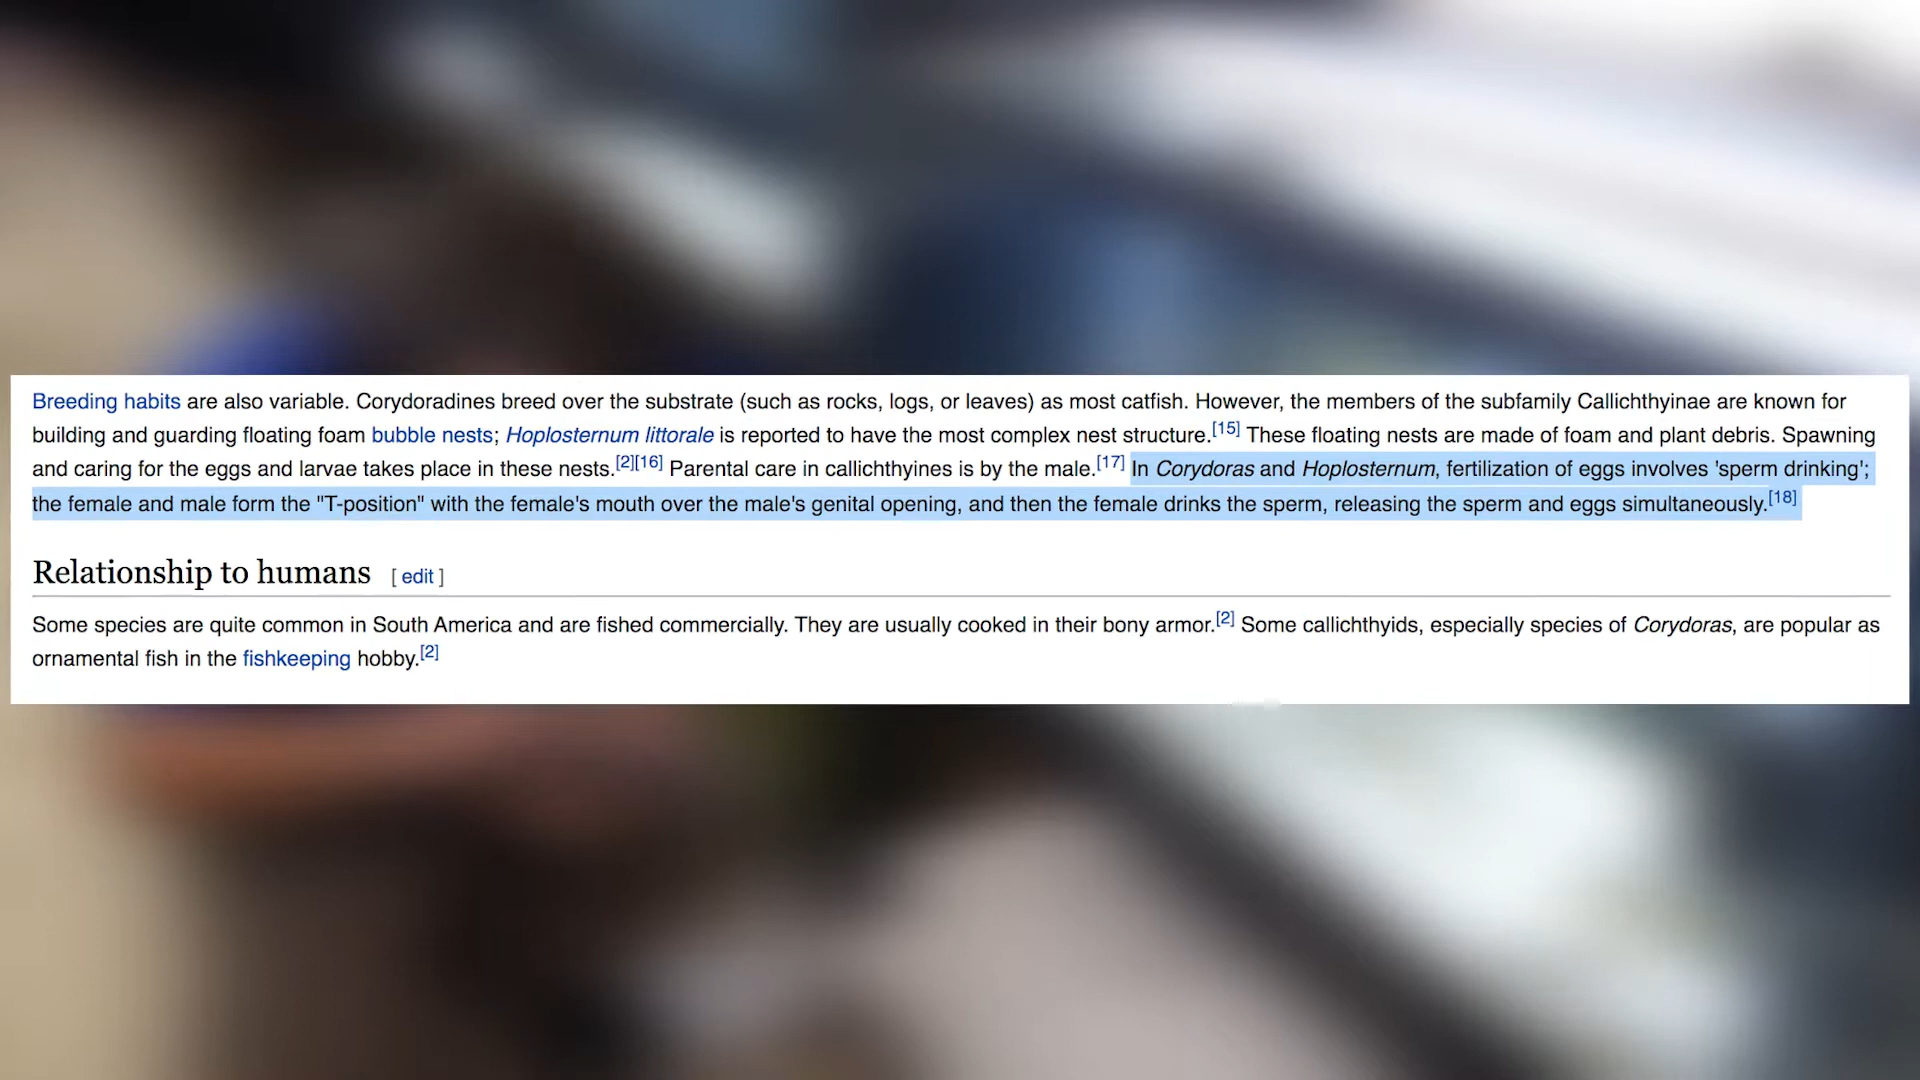 Breeding habits are also variable. Corydoradines breed over the substrate (such as rocks, logs, or leaves) as most catfish. However, the members of the subfamily Callichthyinae are known for
building and guarding floating foam bubble nests; Hoplosternum littorale is reported to have the most complex nest structure.[15] These floating nests are made of foam and plant debris. Spawning
and caring for the eggs and larvae takes place in these nests.[2][16] Parental care in callichthyines is by the male.[17] In Corydoras and Hoplosternum, fertilization of eggs involves 'sperm drinking';
the female and male form the "T-position" with the female's mouth over the male's genital opening, and then the female drinks the sperm, releasing the sperm and eggs simultaneously.[18]
Relationship to humans [ edit ]
Some species are quite common in South America and are fished commercially. They are usually cooked in their bony armor.[2] Some callichthyids, especially species of Corydoras, are popular as
ornamental fish in the fishkeeping hobby.[2]